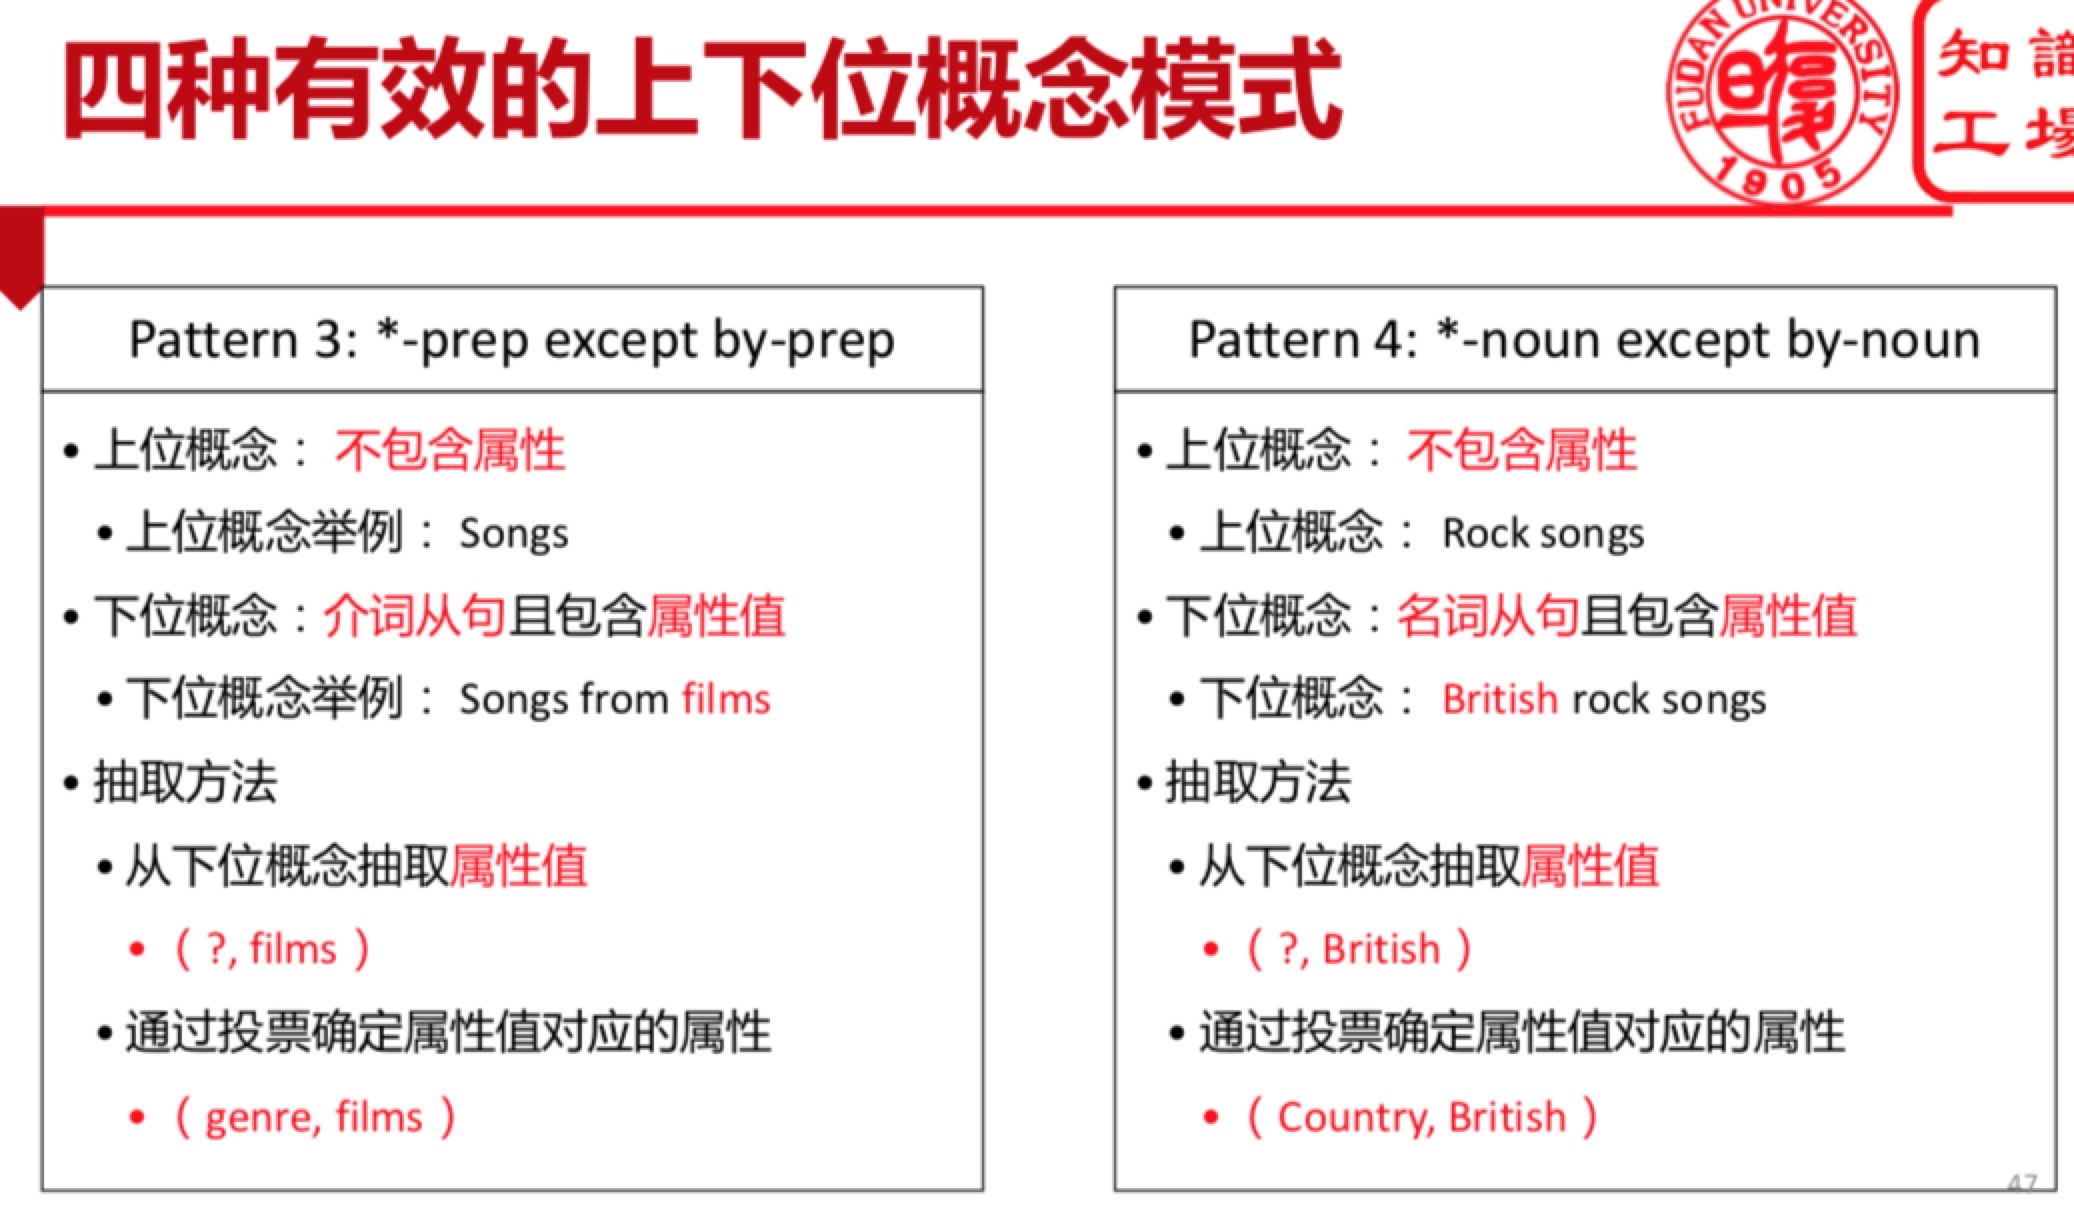 四种有效的上下位概念模式
FUDAN UNIVERSITY
1905
知
工場
Pattern 3: *-prep except by-prep
• 上位概念： 不包含属性
• 上位概念举例： Songs
• 下位概念：介词从句且包含属性值
• 下位概念举例： Songs from films
• 抽取方法
• 从下位概念抽取属性值
• （ ?, films ）
• 通过投票确定属性值对应的属性
• （ genre, films ）
Pattern 4: *-noun except by-noun
• 上位概念： 不包含属性
• 上位概念： Rock songs
• 下位概念：名词从句且包含属性值
• 下位概念： British rock songs
• 抽取方法
• 从下位概念抽取属性值
• （ ?, British ）
• 通过投票确定属性值对应的属性
• （ Country, British ）
47